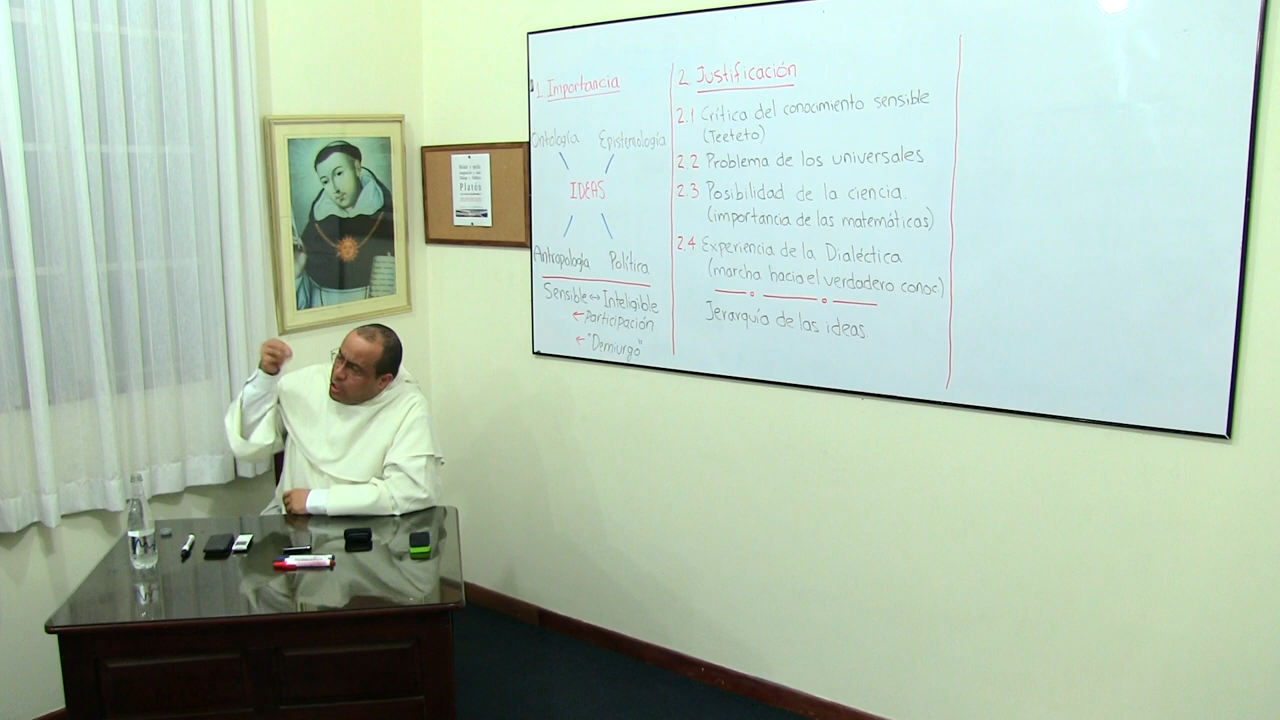 1. Importancia
Ontología Epistemología
IDEAS
Antropología Política
Sensible ↔ Inteligible
← Participación
← "Demiurgo"
2. Justificación
2.1 Crítica del conocimiento sensible
(Teeteto)
2.2 Problema de los universales
2.3 Posibilidad de la ciencia.
(importancia de las matemáticas)
2.4 Experiencia de la Dialéctica
(marcha hacia el verdadero conoc)
Jerarquía de las ideas.
Platón